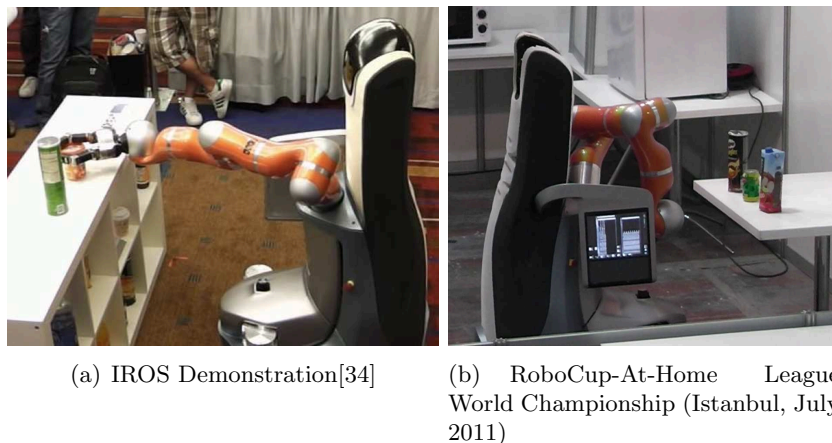 (a) IROS Demonstration[34]
(b) RoboCup-At-Home League
World Championship (Istanbul, July
2011)